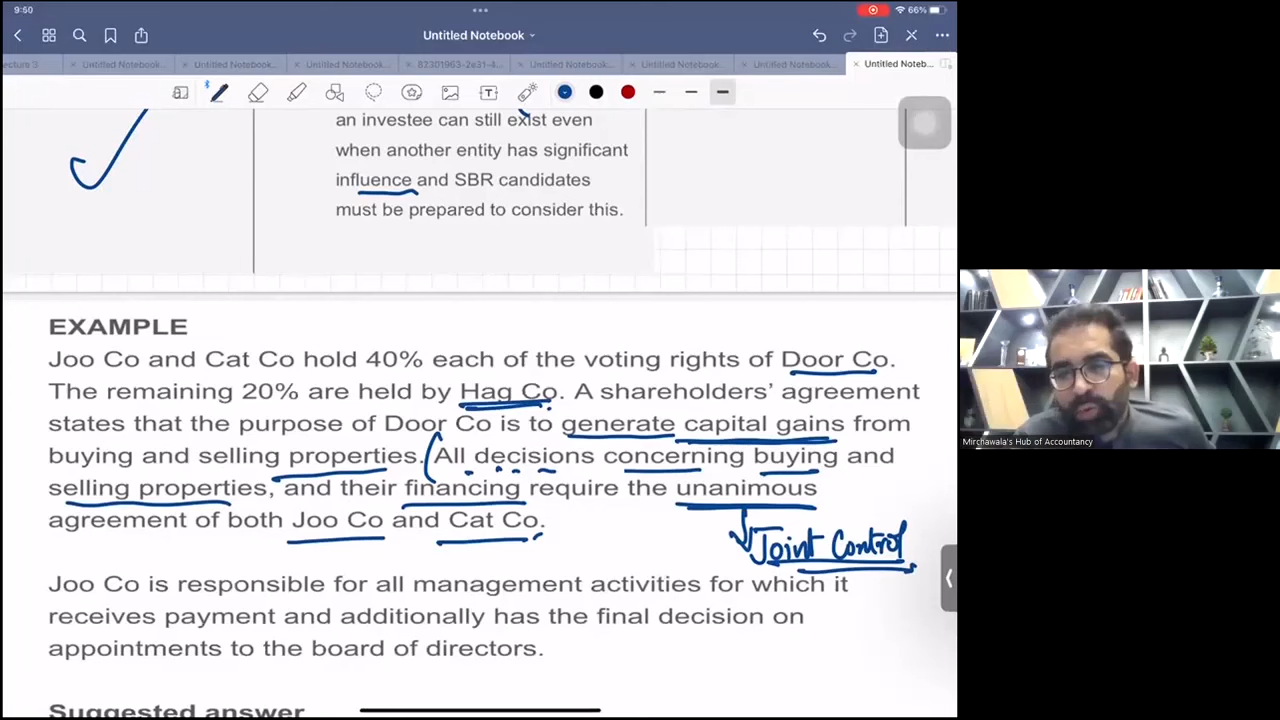 9:50
66%
Untitled Notebook
ecture 3
Untitled Notebook...
Untitled Notebook...
Untitled Notebook...
82301963-2e31-4...
Untitled Notebook...
Untitled Notebook...
Untitled Notebook...
Untitled Noteb...
an investee can still exist even
when another entity has significant
influence and SBR candidates
must be prepared to consider this.
EXAMPLE
Joo Co and Cat Co hold 40% each of the voting rights of Door Co.
The remaining 20% are held by Hag Co. A shareholders’ agreement
states that the purpose of Door Co is to generate capital gains from
buying and selling properties. All decisions concerning buying and
selling properties, and their financing require the unanimous
agreement of both Joo Co and Cat Co.
Joint Control
Joo Co is responsible for all management activities for which it
receives payment and additionally has the final decision on
appointments to the board of directors.
Suggested answer
Mirchawala's Hub of Accountancy